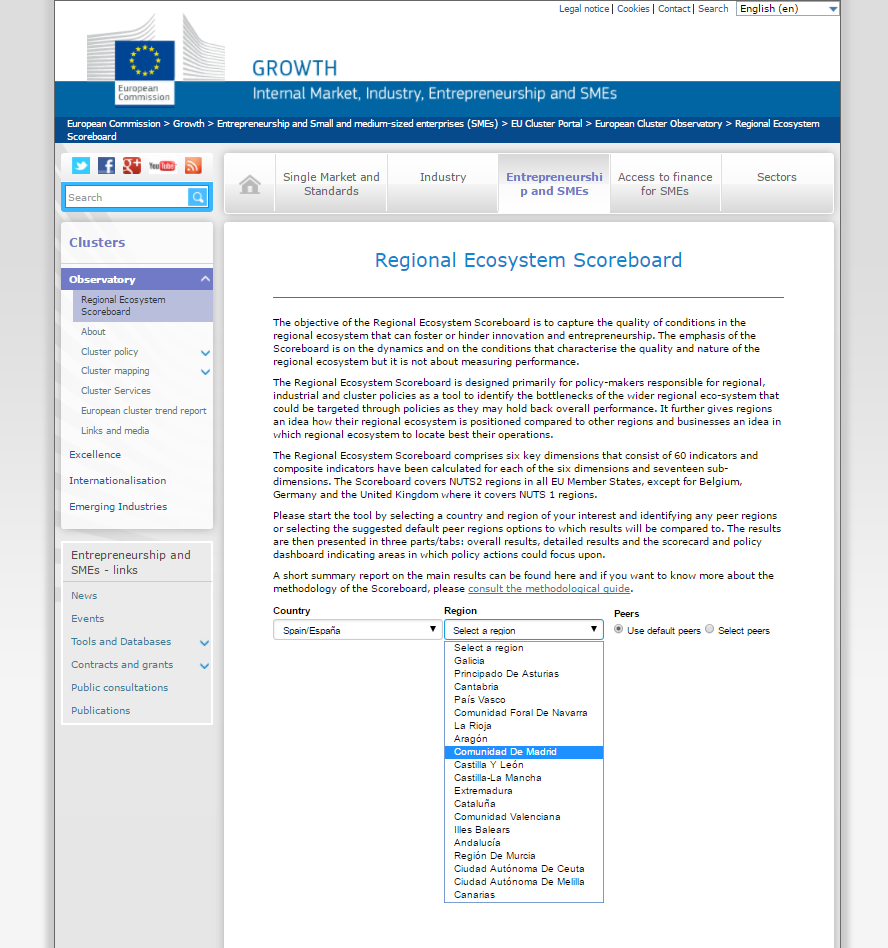 Legal notice | Cookies | Contact | Search English (en)
European
Commission
GROWTH
Internal Market, Industry, Entrepreneurship and SMEs
European Commission > Growth > Entrepreneurship and Small and medium-sized enterprises (SMEs) > EU Cluster Portal > European Cluster Observatory > Regional Ecosystem
Scoreboard
YouTube
Search
Single Market and
Standards
Industry
Entrepreneurshi
p and SMEs
Access to finance
for SMEs
Sectors
Clusters
Observatory
Regional Ecosystem
Scoreboard
About
Cluster policy
Cluster mapping
Cluster Services
European cluster trend report
Links and media
Excellence
Internationalisation
Emerging Industries
Entrepreneurship and
SMEs - links
News
Events
Tools and Databases
Contracts and grants
Public consultations
Publications
Regional Ecosystem Scoreboard
The objective of the Regional Ecosystem Scoreboard is to capture the quality of conditions in the
regional ecosystem that can foster or hinder innovation and entrepreneurship. The emphasis of the
Scoreboard is on the dynamics and on the conditions that characterise the quality and nature of the
regional ecosystem but it is not about measuring performance.
The Regional Ecosystem Scoreboard is designed primarily for policy-makers responsible for regional,
industrial and cluster policies as a tool to identify the bottlenecks of the wider regional eco-system that
could be targeted through policies as they may hold back overall performance. It further gives regions
an idea how their regional ecosystem is positioned compared to other regions and businesses an idea in
which regional ecosystem to locate best their operations.
The Regional Ecosystem Scoreboard comprises six key dimensions that consist of 60 indicators and
composite indicators have been calculated for each of the six dimensions and seventeen sub-
dimensions. The Scoreboard covers NUTS2 regions in all EU Member States, except for Belgium,
Germany and the United Kingdom where it covers NUTS 1 regions.
Please start the tool by selecting a country and region of your interest and identifying any peer regions
or selecting the suggested default peer regions options to which results will be compared to. The results
are then presented in three parts/tabs: overall results, detailed results and the scorecard and policy
dashboard indicating areas in which policy actions could focus upon.
A short summary report on the main results can be found here and if you want to know more about the
methodology of the Scoreboard, please consult the methodological guide.
Country Region Peers
Spain/España Select a region Use default peers Select peers
Select a region
Galicia
Principado De Asturias
Cantabria
País Vasco
Comunidad Foral De Navarra
La Rioja
Aragón
Comunidad De Madrid
Castilla Y León
Castilla-La Mancha
Extremadura
Cataluña
Comunidad Valenciana
Illes Balears
Andalucía
Región De Murcia
Ciudad Autónoma De Ceuta
Ciudad Autónoma De Melilla
Canarias